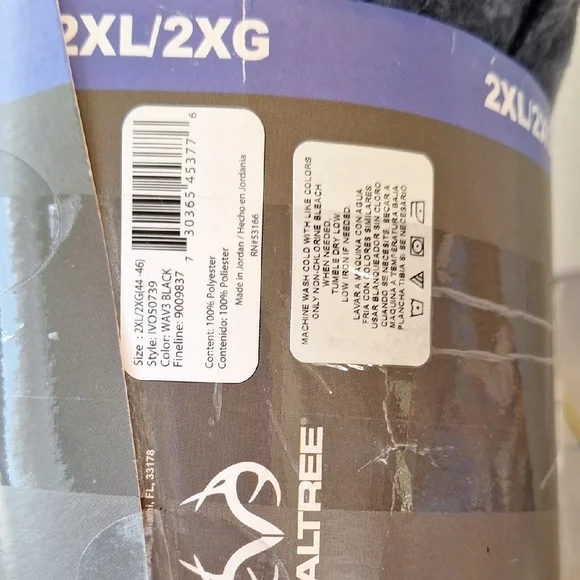 2XL/2XG
2XL/2X
Size : 2XL/2XG(44-46)
Style: IVOS0739
Color: WAV3 BLACK
Fineline: 9009837
7 30365 45377 6
Content: 100% Polyester
Contenido: 100% Poliester
Made in Jordan / Hecho en Jordania
RN#53166
MACHINE WASH COLD WITH LIKE COLORS
ONLY NON-CHLORINE BLEACH
WHEN NEEDED.
TUMBLE DRY LOW.
LOW IRON IF NEEDED.
LAVAR A MAQUINA CON AGUA
FRIA CON COLORES SIMILARES
USAR BLANQUEADOR SIN CLORO
CUANDO SE NECESITE, SECAR A
MAQUINA A TEMPERATURA BAJA
PLANCHA TIBIA SI SE NECESARIO.
FL, 33178
ALTREE